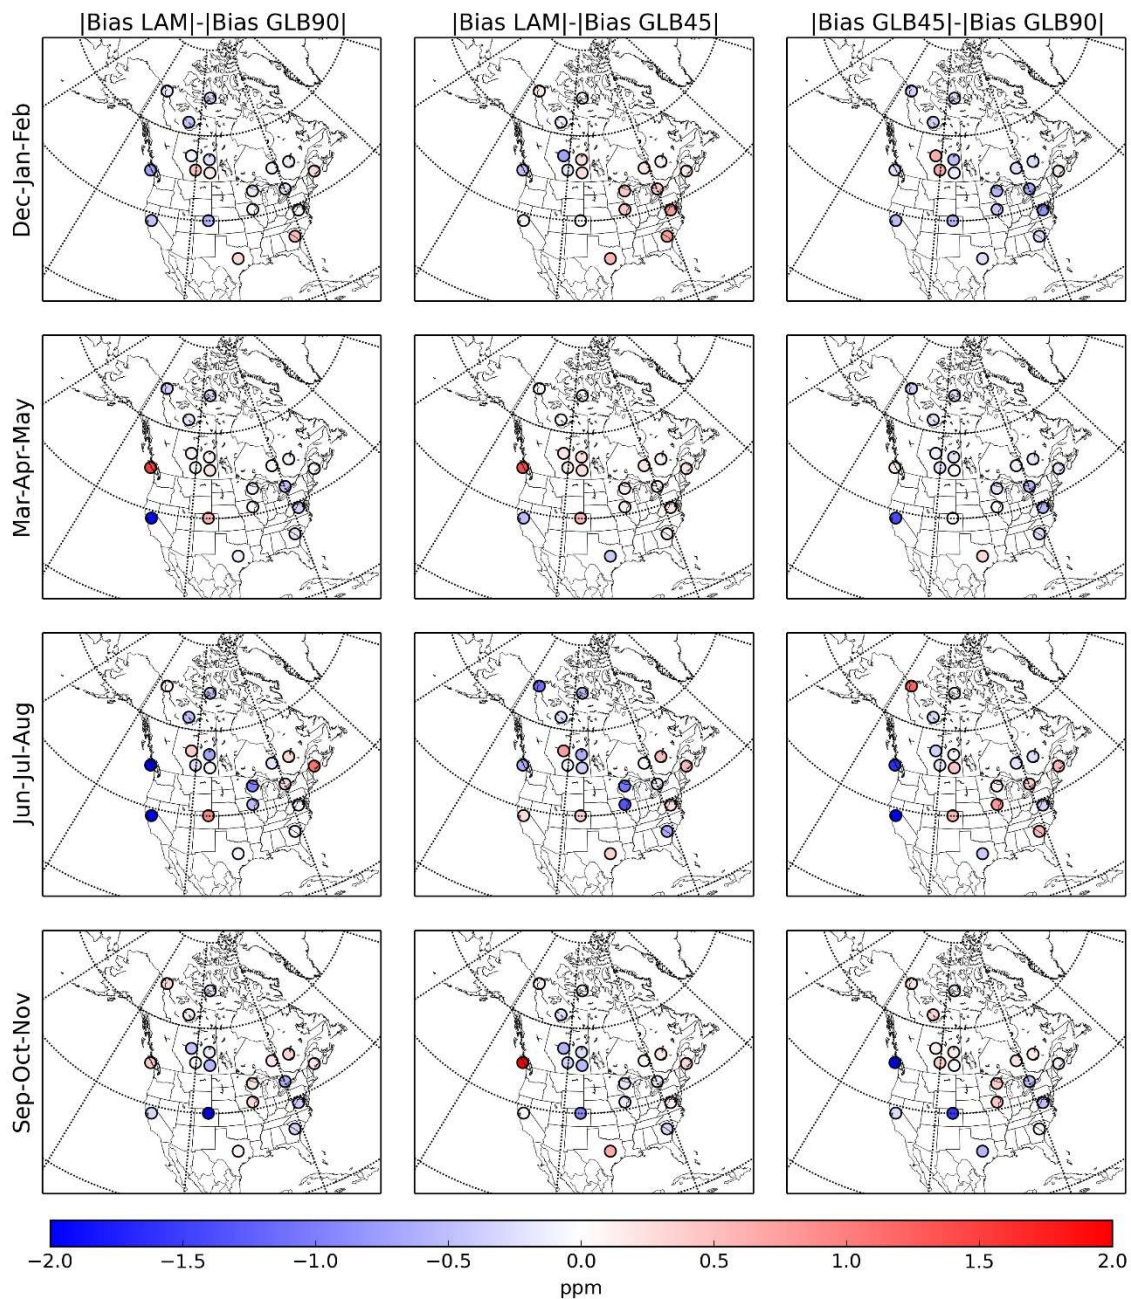 |Bias LAM|-|Bias GLB90|
|Bias LAM|-|Bias GLB45|
|Bias GLB45|-|Bias GLB90|
Dec-Jan-Feb
Mar-Apr-May
Jun-Jul-Aug
Sep-Oct-Nov
−2.0 −1.5 −1.0 −0.5 0.0 0.5 1.0 1.5 2.0
ppm